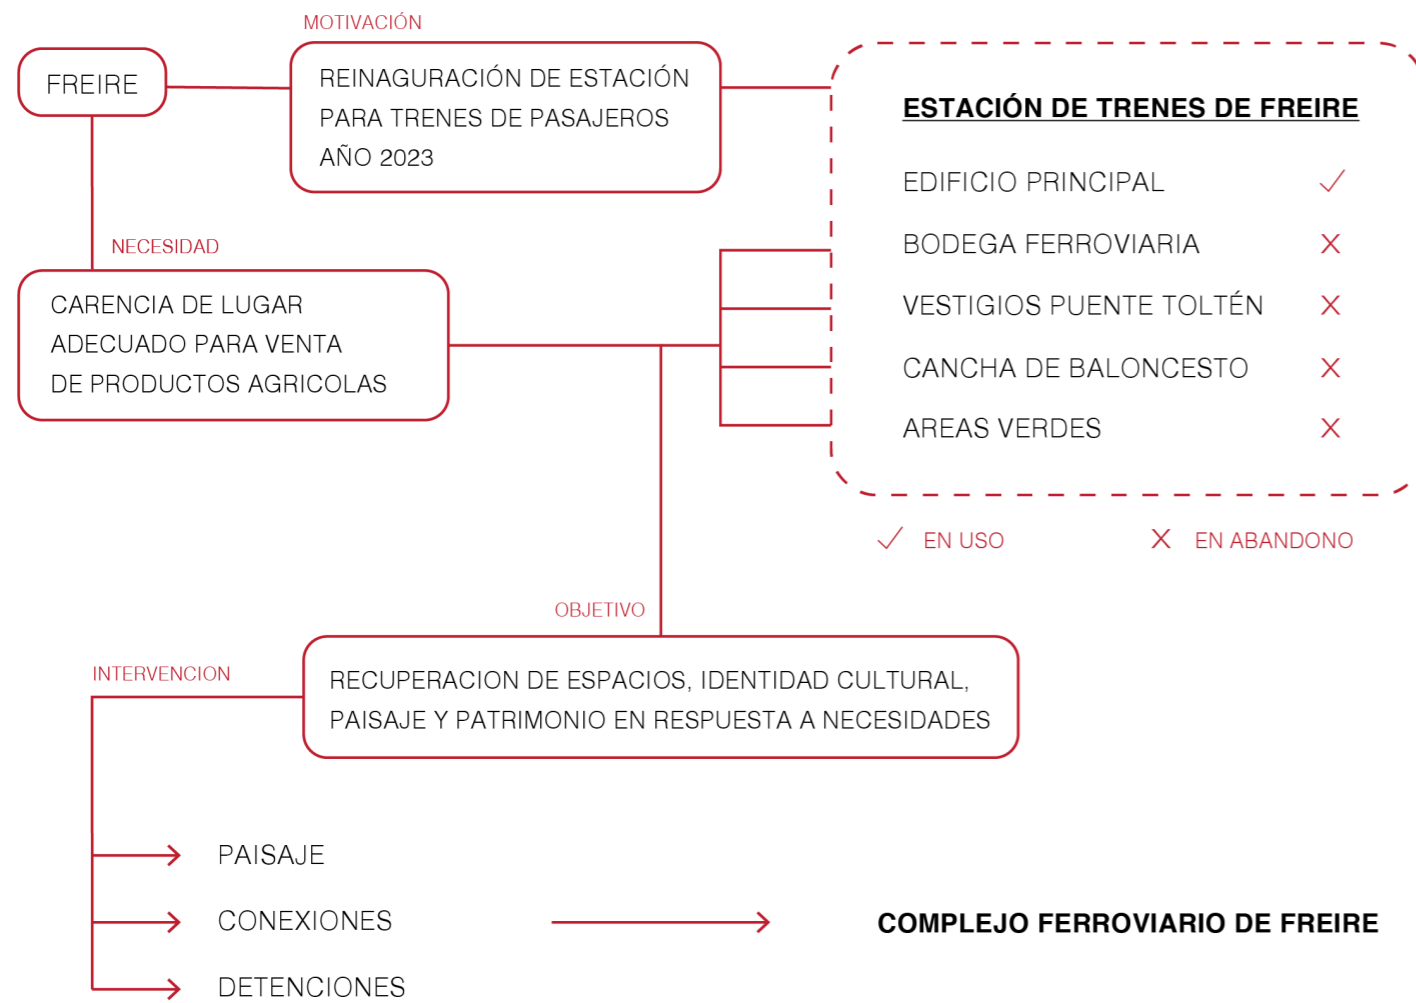 MOTIVACIÓN
FREIRE
REINAGURACIÓN DE ESTACIÓN
PARA TRENES DE PASAJEROS
AÑO 2023
NECESIDAD
CARENCIA DE LUGAR
ADECUADO PARA VENTA
DE PRODUCTOS AGRICOLAS
ESTACIÓN DE TRENES DE FREIRE
EDIFICIO PRINCIPAL ✓
BODEGA FERROVIARIA X
VESTIGIOS PUENTE TOLTÉN X
CANCHA DE BALONCESTO X
AREAS VERDES X
✓ EN USO X EN ABANDONO
OBJETIVO
RECUPERACION DE ESPACIOS, IDENTIDAD CULTURAL,
PAISAJE Y PATRIMONIO EN RESPUESTA A NECESIDADES
INTERVENCION
PAISAJE
CONEXIONES
DETENCIONES
COMPLEJO FERROVIARIO DE FREIRE